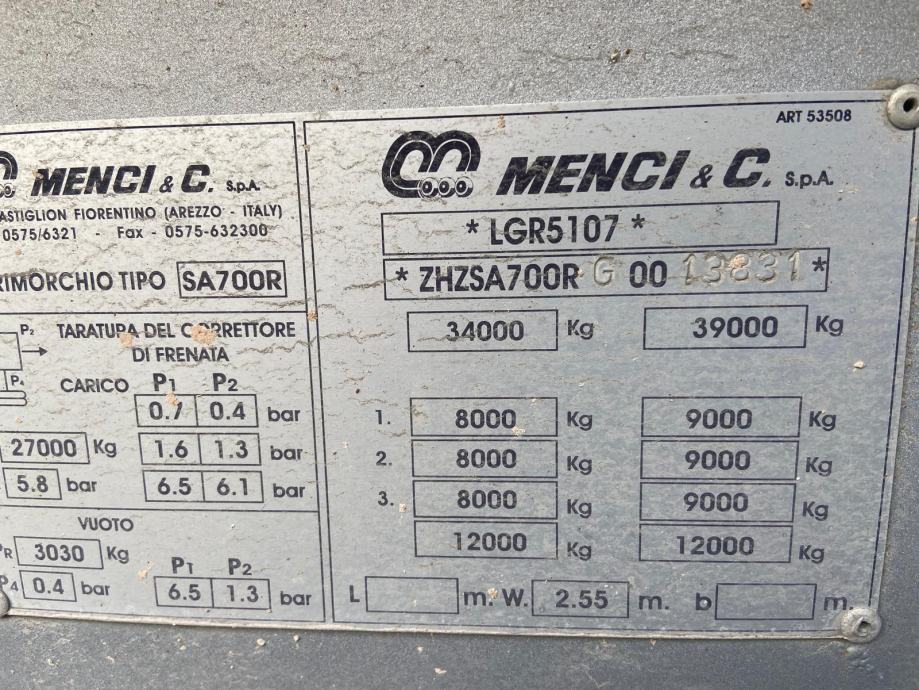 MENCI & C. S.p.A.
ASTIGLION FIORENTINO (AREZZO - ITALY)
0575/6321 - Fax - 0575-632300
RIMORCHIO TIPO SA700R
P2
P4
TARATURA DEL CORRETTORE
DI FRENATA
CARICO P1 P2
0.7 0.4 bar
27000 Kg 1.6 1.3 bar
5.8 bar 6.5 6.1 bar
VUOTO
PR 3030 Kg P1 P2
P4 0.4 bar 6.5 1.3 bar
ART 53508
MENCI & C. S.p.A.
* LGR5107 *
* ZHZSA700R G 00 13831 *
34000 Kg 39000 Kg
1. 8000 Kg 9000 Kg
2. 8000 Kg 9000 Kg
3. 8000 Kg 9000 Kg
12000 Kg 12000 Kg
L m. W. 2.55 m. b m.